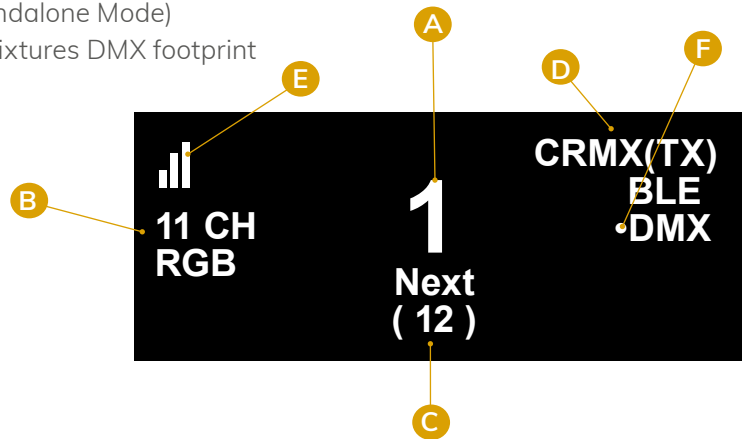 ndalone Mode)
ixtures DMX footprint
A
F
D
E
CRMX(TX)
BLE
•DMX
B
11 CH
RGB
1
Next
( 12 )
C